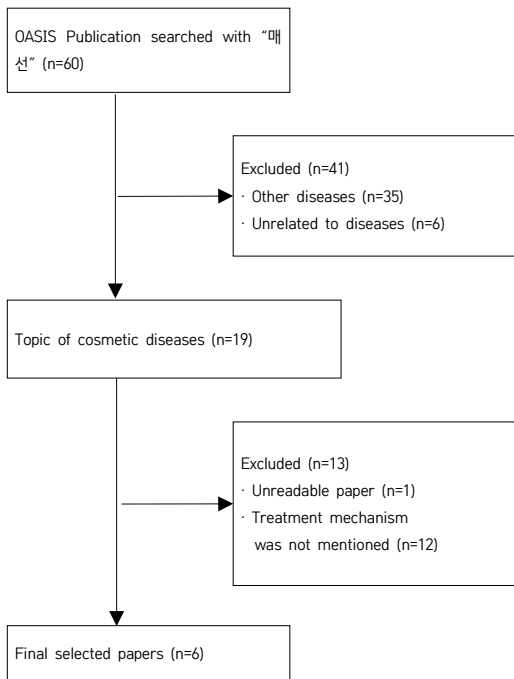 OASIS Publication searched with “매
선” (n=60)
Excluded (n=41)
· Other diseases (n=35)
· Unrelated to diseases (n=6)
Topic of cosmetic diseases (n=19)
Excluded (n=13)
· Unreadable paper (n=1)
· Treatment mechanism
was not mentioned (n=12)
Final selected papers (n=6)